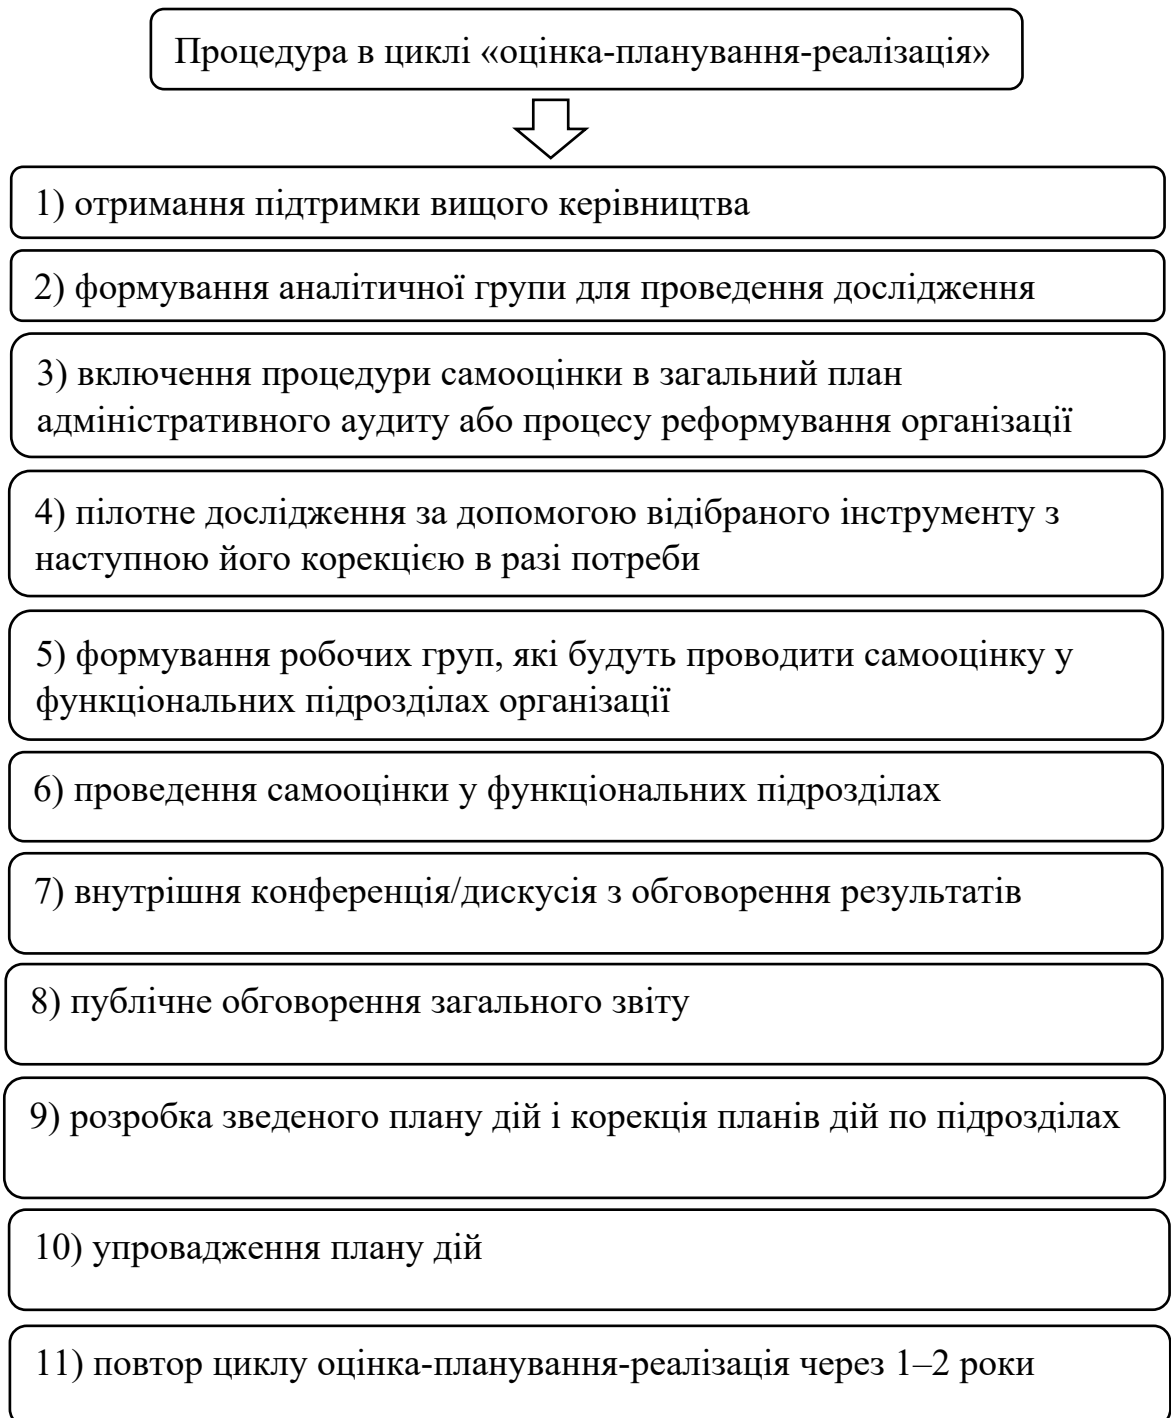 Процедура в циклі «оцінка-планування-реалізація»
1) отримання підтримки вищого керівництва
2) формування аналітичної групи для проведення дослідження
3) включення процедури самооцінки в загальний план
адміністративного аудиту або процесу реформування організації
4) пілотне дослідження за допомогою відібраного інструменту з
наступною його корекцією в разі потреби
5) формування робочих груп, які будуть проводити самооцінку у
функціональних підрозділах організації
6) проведення самооцінки у функціональних підрозділах
7) внутрішня конференція/дискусія з обговорення результатів
8) публічне обговорення загального звіту
9) розробка зведеного плану дій і корекція планів дій по підрозділах
10) упровадження плану дій
11) повтор циклу оцінка-планування-реалізація через 1–2 роки